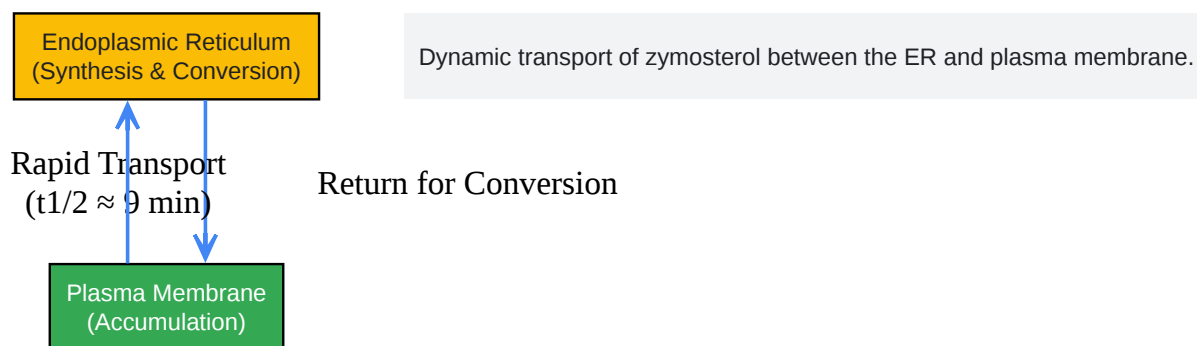 Endoplasmic Reticulum
(Synthesis & Conversion)
Dynamic transport of zymosterol between the ER and plasma membrane.
Rapid Transport
(t1/2 ≈ 9 min)
Return for Conversion
Plasma Membrane
(Accumulation)